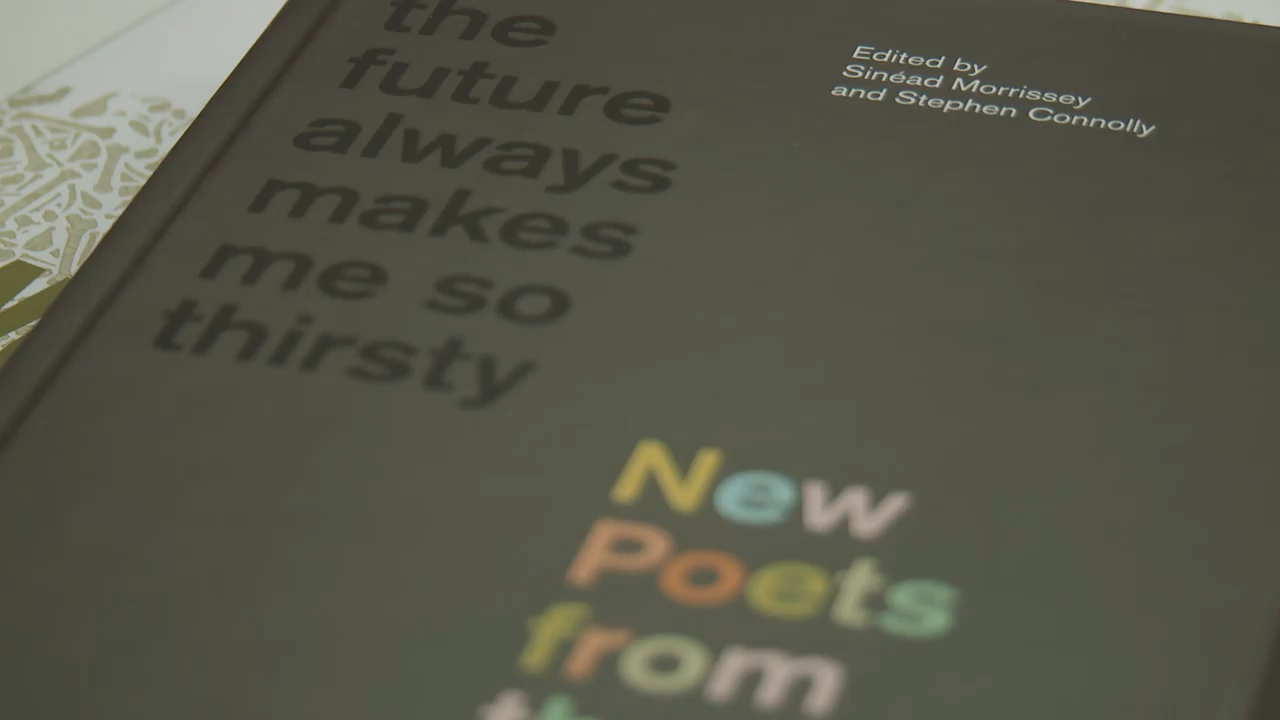 the
future
always
makes
me so
thirsty
Edited by
Sinéad Morrissey
and Stephen Connolly
New
Poets
from